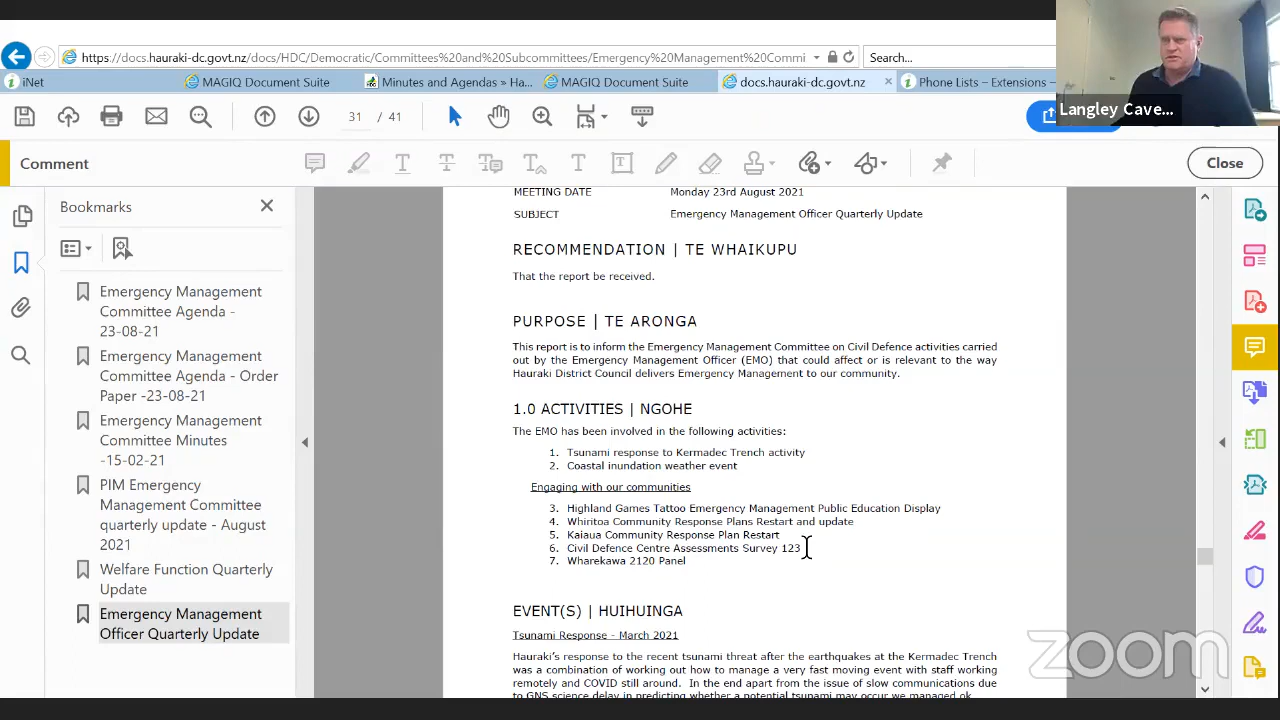 https://docs.hauraki-dc.govt.nz/docs/HDC/Democratic/Committees%20and%20Subcommittees/Emergency%20Management%20Commi
Search...
iNet
MAGIQ Document Suite
Minutes and Agendas » Ha...
MAGIQ Document Suite
docs.hauraki-dc.govt.nz
Phone Lists – Extensions
Langley Cave...
31 / 41
Comment
Close
Bookmarks
Emergency Management
Committee Agenda -
23-08-21
Emergency Management
Committee Agenda - Order
Paper -23-08-21
Emergency Management
Committee Minutes
-15-02-21
PIM Emergency
Management Committee
quarterly update - August
2021
Welfare Function Quarterly
Update
Emergency Management
Officer Quarterly Update
MEETING DATE Monday 23rd August 2021
SUBJECT Emergency Management Officer Quarterly Update
RECOMMENDATION | TE WHAIKUPU
That the report be received.
PURPOSE | TE ARONGA
This report is to inform the Emergency Management Committee on Civil Defence activities carried
out by the Emergency Management Officer (EMO) that could affect or is relevant to the way
Hauraki District Council delivers Emergency Management to our community.
1.0 ACTIVITIES | NGOHE
The EMO has been involved in the following activities:
1. Tsunami response to Kermadec Trench activity
2. Coastal inundation weather event
Engaging with our communities
3. Highland Games Tattoo Emergency Management Public Education Display
4. Whiritoa Community Response Plans Restart and update
5. Kaiaua Community Response Plan Restart
6. Civil Defence Centre Assessments Survey 123
7. Wharekawa 2120 Panel
EVENT(S) | HUIHUINGA
Tsunami Response - March 2021
Hauraki's response to the recent tsunami threat after the earthquakes at the Kermadec Trench
was a combination of working out how to manage a very fast moving event with staff working
remotely and COVID still around. In the end apart from the issue of slow communications due
to GNS science delay in predicting whether a potential tsunami may occur we managed ok.
zoom